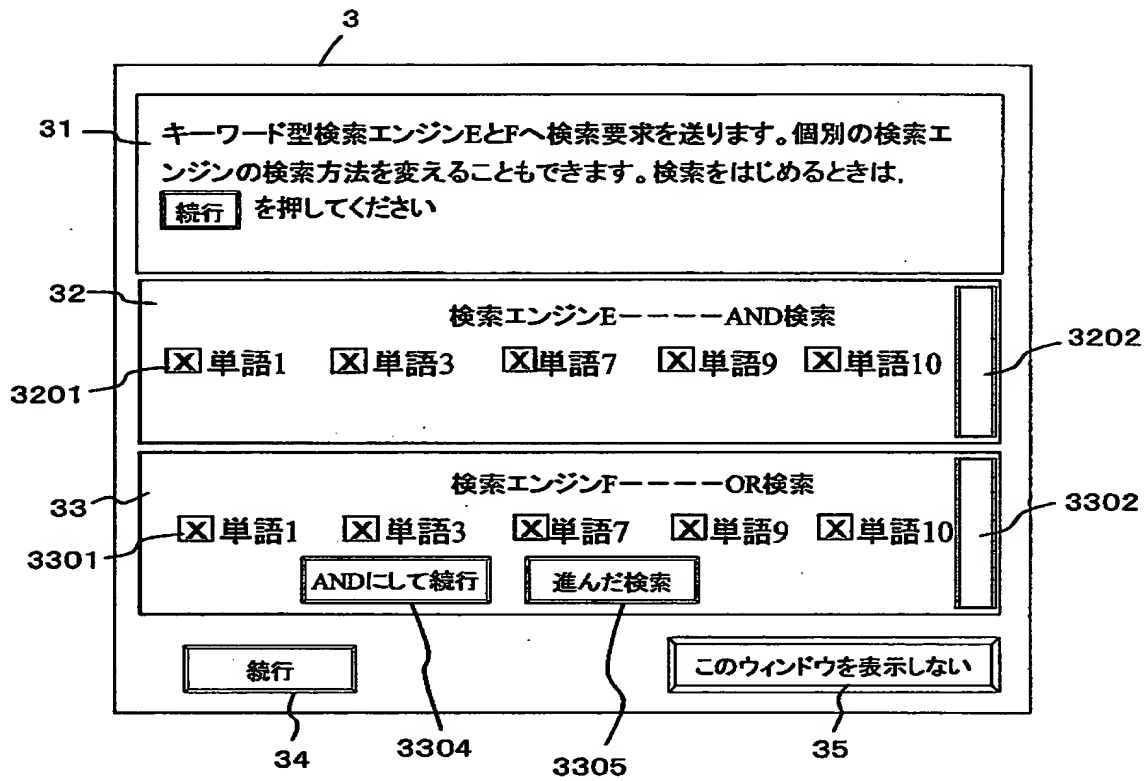 3
31
キーワード型検索エンジンEとFへ検索要求を送ります。個別の検索エ
ンジンの検索方法を変えることもできます。検索をはじめるときは,
続行 を押してください
32
検索エンジンE－－－－AND検索
3202
X 単語1 X 単語3 X 単語7 X 単語9 X 単語10
3201
検索エンジンF－－－－OR検索
33
3302
X 単語1 X 単語3 X 単語7 X 単語9 X 単語10
3301
ANDにして続行 進んだ検索
続行 このウィンドウを表示しない
34 3304 3305 35